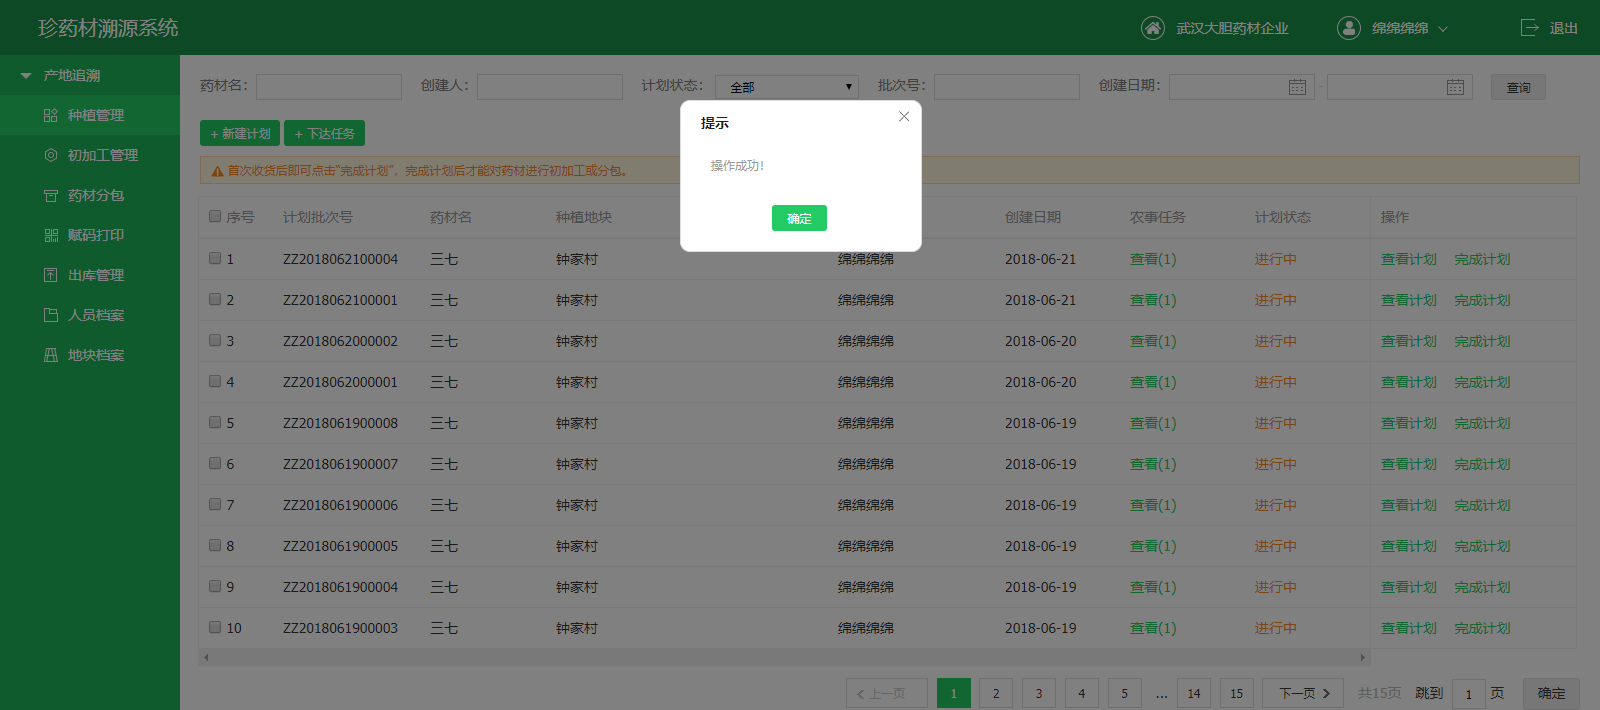 珍药材溯源系统 武汉大胆药材企业 绵绵绵绵 退出
产地追溯
种植管理
初加工管理
药材分包
赋码打印
出库管理
人员档案
地块档案
药材名: 创建人: 计划状态: 全部 批次号: 创建日期: - 查询
+ 新建计划 + 下达任务
首次收货后即可点击“完成计划”，完成计划后才能对药材进行初加工或分包。
提示
操作成功!
确定
序号 计划批次号 药材名 种植地块 创建日期 农事任务 计划状态 操作
1 ZZ2018062100004 三七 钟家村 绵绵绵绵 2018-06-21 查看(1) 进行中 查看计划 完成计划
2 ZZ2018062100001 三七 钟家村 绵绵绵绵 2018-06-21 查看(1) 进行中 查看计划 完成计划
3 ZZ2018062000002 三七 钟家村 绵绵绵绵 2018-06-20 查看(1) 进行中 查看计划 完成计划
4 ZZ2018062000001 三七 钟家村 绵绵绵绵 2018-06-20 查看(1) 进行中 查看计划 完成计划
5 ZZ2018061900008 三七 钟家村 绵绵绵绵 2018-06-19 查看(1) 进行中 查看计划 完成计划
6 ZZ2018061900007 三七 钟家村 绵绵绵绵 2018-06-19 查看(1) 进行中 查看计划 完成计划
7 ZZ2018061900006 三七 钟家村 绵绵绵绵 2018-06-19 查看(1) 进行中 查看计划 完成计划
8 ZZ2018061900005 三七 钟家村 绵绵绵绵 2018-06-19 查看(1) 进行中 查看计划 完成计划
9 ZZ2018061900004 三七 钟家村 绵绵绵绵 2018-06-19 查看(1) 进行中 查看计划 完成计划
10 ZZ2018061900003 三七 钟家村 绵绵绵绵 2018-06-19 查看(1) 进行中 查看计划 完成计划
上一页 1 2 3 4 5 ... 14 15 下一页 共15页 跳到 1 页 确定